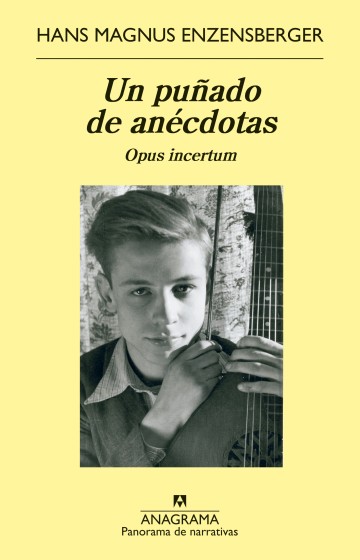 HANS MAGNUS ENZENSBERGER
Un puñado
de anécdotas
Opus incertum
ANAGRAMA
Panorama de narrativas